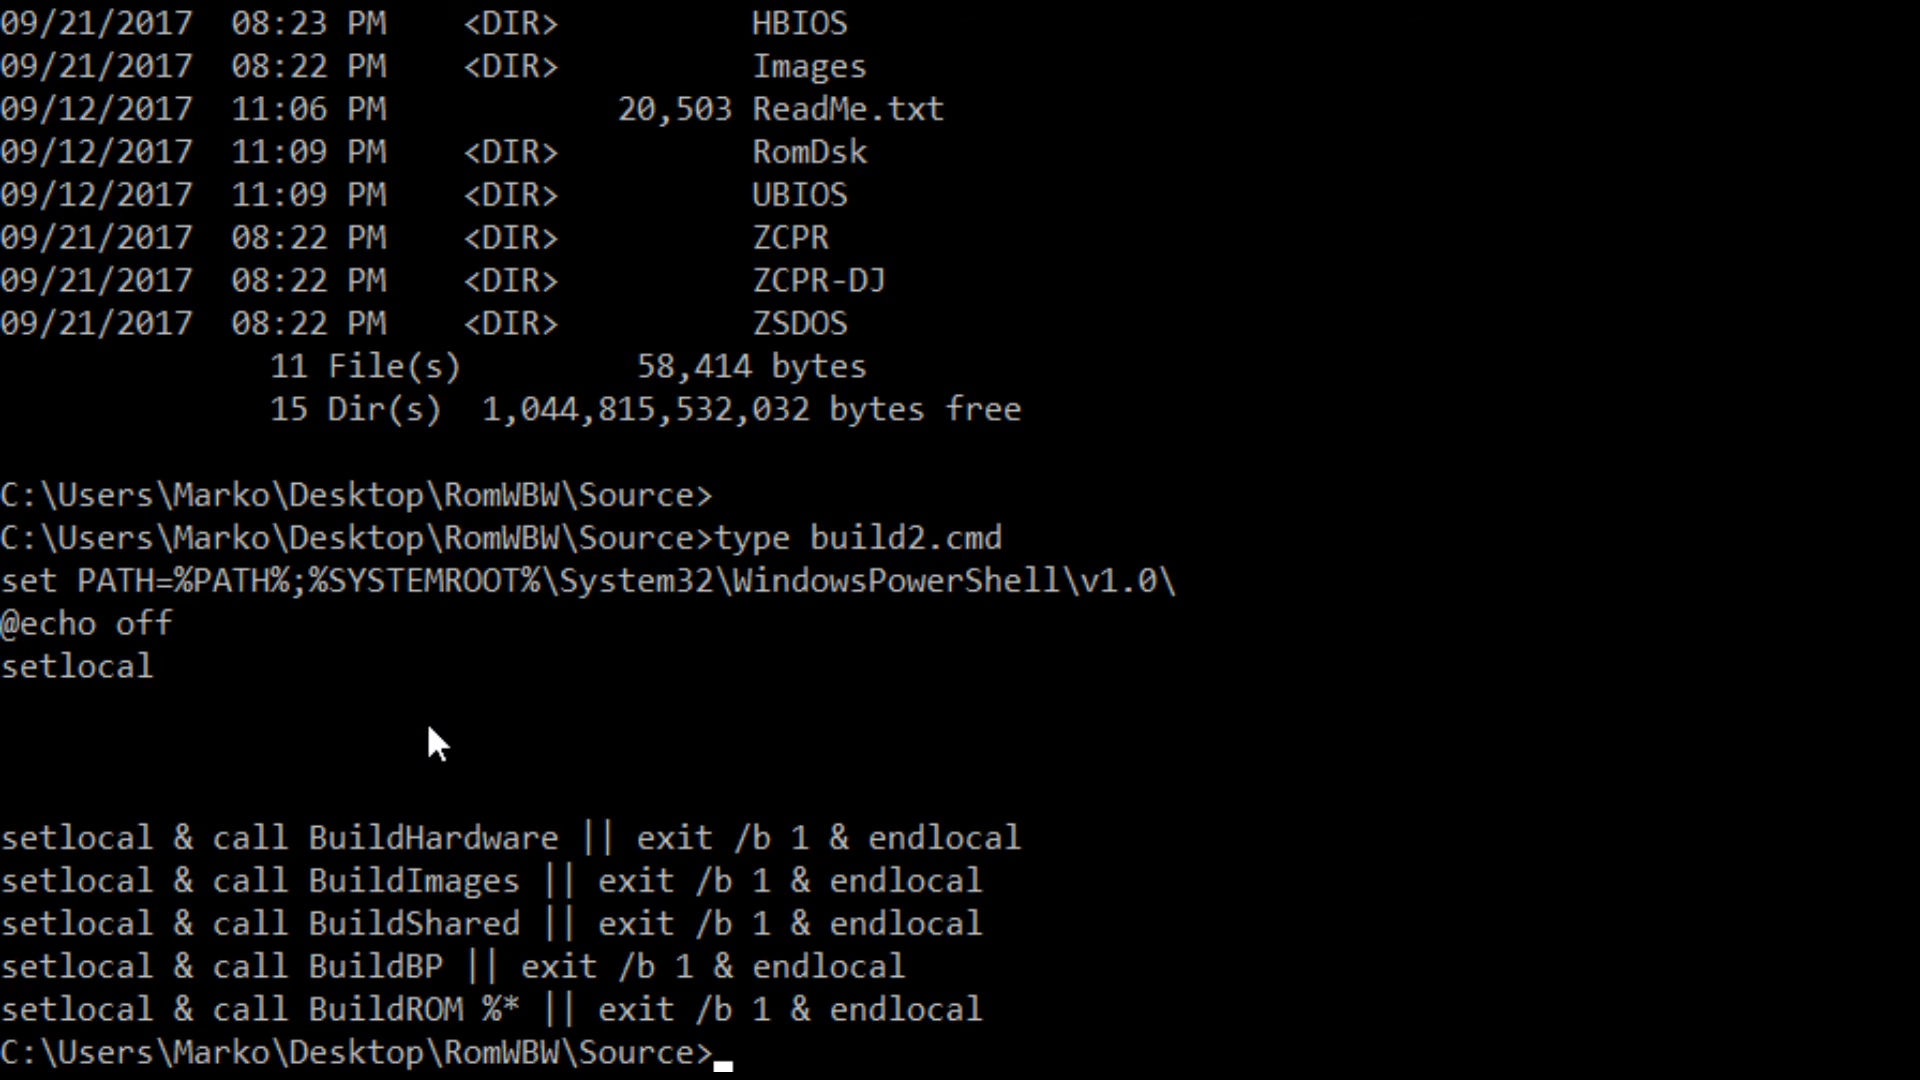 09/21/2017  08:23 PM    <DIR>          HBIOS
09/21/2017  08:22 PM    <DIR>          Images
09/12/2017  11:06 PM            20,503 ReadMe.txt
09/12/2017  11:09 PM    <DIR>          RomDsk
09/12/2017  11:09 PM    <DIR>          UBIOS
09/21/2017  08:22 PM    <DIR>          ZCPR
09/21/2017  08:22 PM    <DIR>          ZCPR-DJ
09/21/2017  08:22 PM    <DIR>          ZSDOS
              11 File(s)         58,414 bytes
              15 Dir(s)  1,044,815,532,032 bytes free
C:\Users\Marko\Desktop\RomWBW\Source>
C:\Users\Marko\Desktop\RomWBW\Source>type build2.cmd
set PATH=%PATH%;%SYSTEMROOT%\System32\WindowsPowerShell\v1.0\
@echo off
setlocal
setlocal & call BuildHardware || exit /b 1 & endlocal
setlocal & call BuildImages || exit /b 1 & endlocal
setlocal & call BuildShared || exit /b 1 & endlocal
setlocal & call BuildBP || exit /b 1 & endlocal
setlocal & call BuildROM %* || exit /b 1 & endlocal
C:\Users\Marko\Desktop\RomWBW\Source>